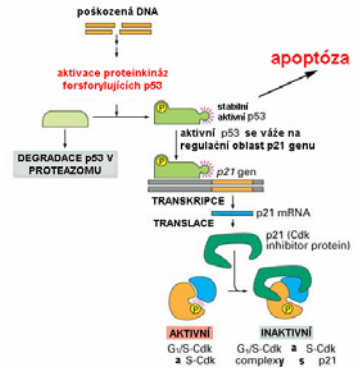 poškozená DNA
aktivace proteinkináz
forsforylujících p53
apoptóza
P
stabilní
aktivní p53
DEGRADACE p53 V
PROTEAZOMU
aktivní p53 se váže na
regulační oblast p21 genu
P
p21 gen
TRANSKRIPCE
p21 mRNA
TRANSLACE
p21 (Cdk
inhibitor protein)
P
P
AKTIVNÍ
INAKTIVNÍ
G1/S-Cdk
a S-Cdk
G1/S-Cdk a S-Cdk
complexy s p21